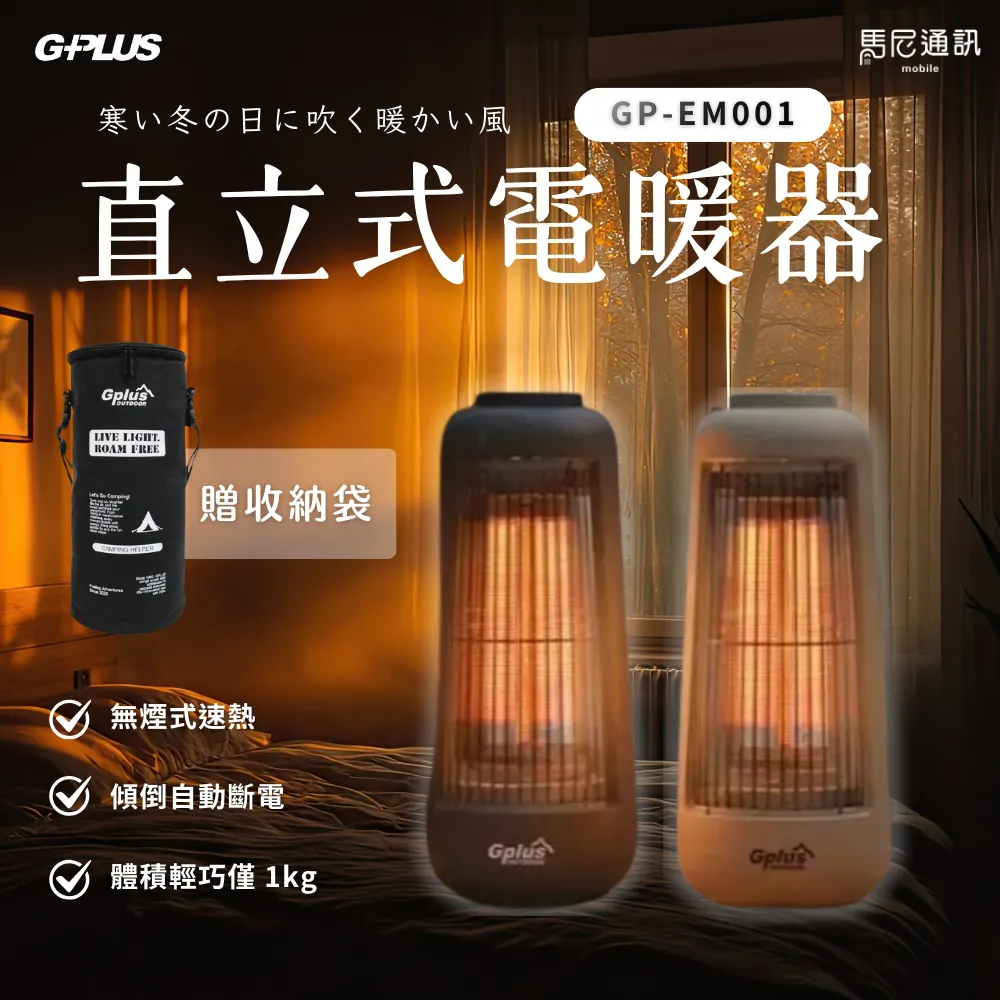 G-PLUS
馬尼通訊
mobile
寒い冬の日に吹く暖かい風
GP-EM001
直立式電暖器
Gplus
OUTDOOR
LIVE LIGHT.
ROAM FREE
Let's Go Camping!
CAMPING HELPER
贈收納袋
無煙式速熱
傾倒自動斷電
體積輕巧僅 1kg
Gplus
OUTDOOR
Gplus
OUTDOOR